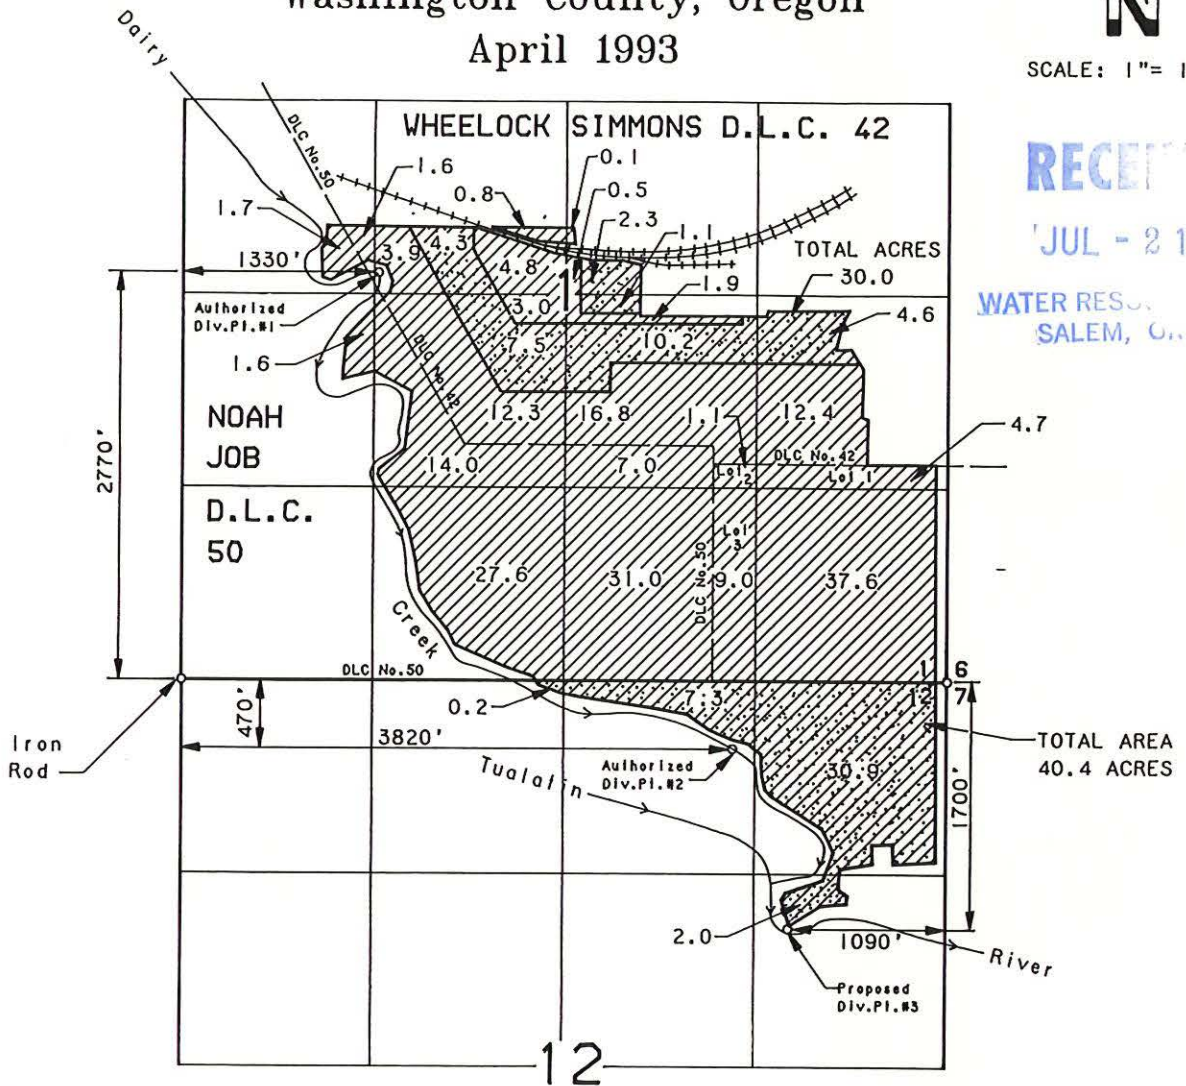 Washington County, Oregon
April 1993
N
SCALE: 1"= 1
Dairy
DLC No.50
WHEELOCK SIMMONS D.L.C. 42
1.6
0.8
0.1
0.5
2.3
1.1
1.7
3.9
4.3
4.8
TOTAL ACRES
30.0
1330'
Authorized
Div.Pt.#1
3.0
1
1.9
4.6
7.5
10.2
1.6
DLC No.42
NOAH
JOB
D.L.C.
50
12.3
16.8
1.1
12.4
4.7
14.0
7.0
DLC No.42
Lot 2
Lot 1
2770'
Lot 3
27.6
31.0
9.0
37.6
DLC No.50
Creek
DLC No.50
1 6
12 7
0.2
7.3
470'
3820'
Iron
Rod
Authorized
Div.Pt.#2
Tualatin
30.9
TOTAL AREA
40.4 ACRES
1700'
2.0
1090'
River
Proposed
Div.Pt.#3
12
JUL - 2 1
WATER
SALEM,